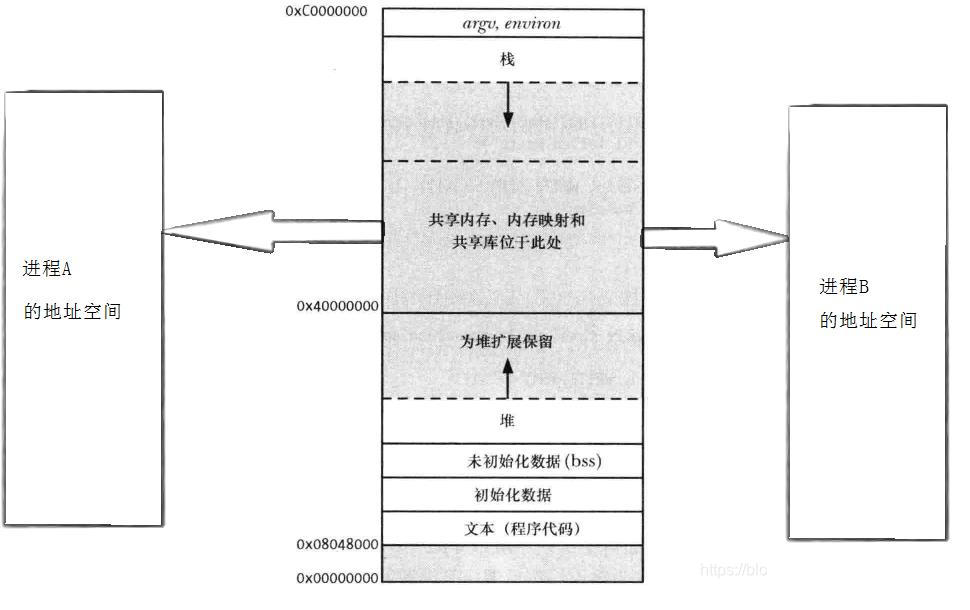 0xC0000000
argv, environ
栈
共享内存、内存映射和
共享库位于此处
进程A
的地址空间
进程B
的地址空间
0x40000000
为堆扩展保留
堆
未初始化数据(bss)
初始化数据
文本（程序代码）
0x08048000
0x00000000
https://blc